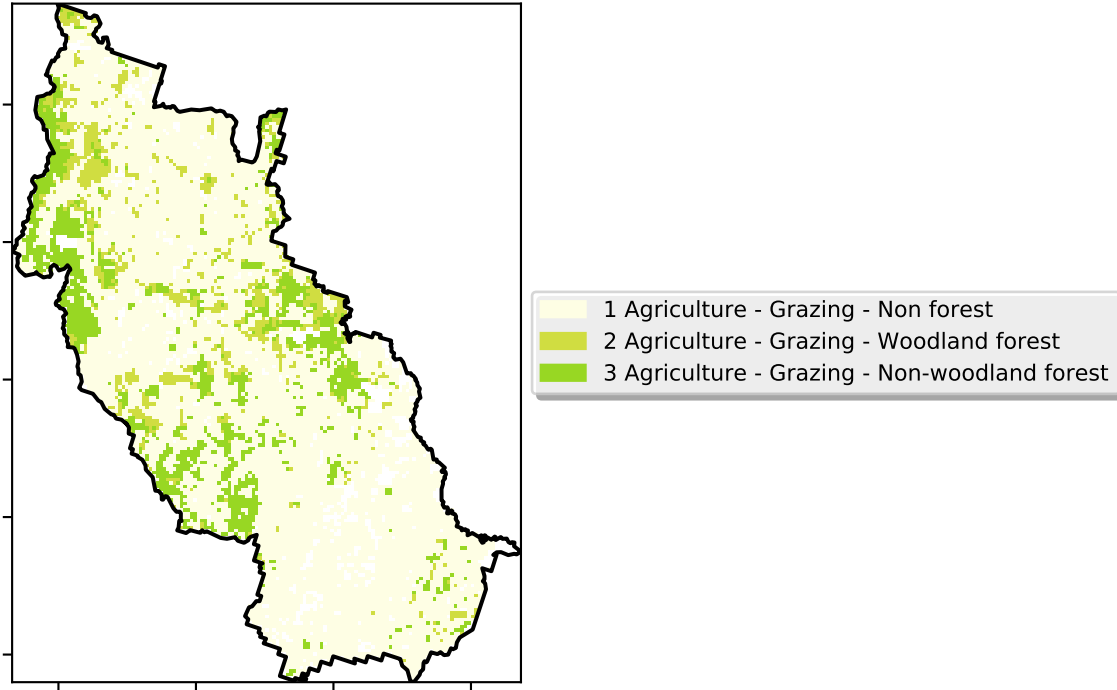 1 Agriculture - Grazing - Non forest
2 Agriculture - Grazing - Woodland forest
3 Agriculture - Grazing - Non-woodland forest